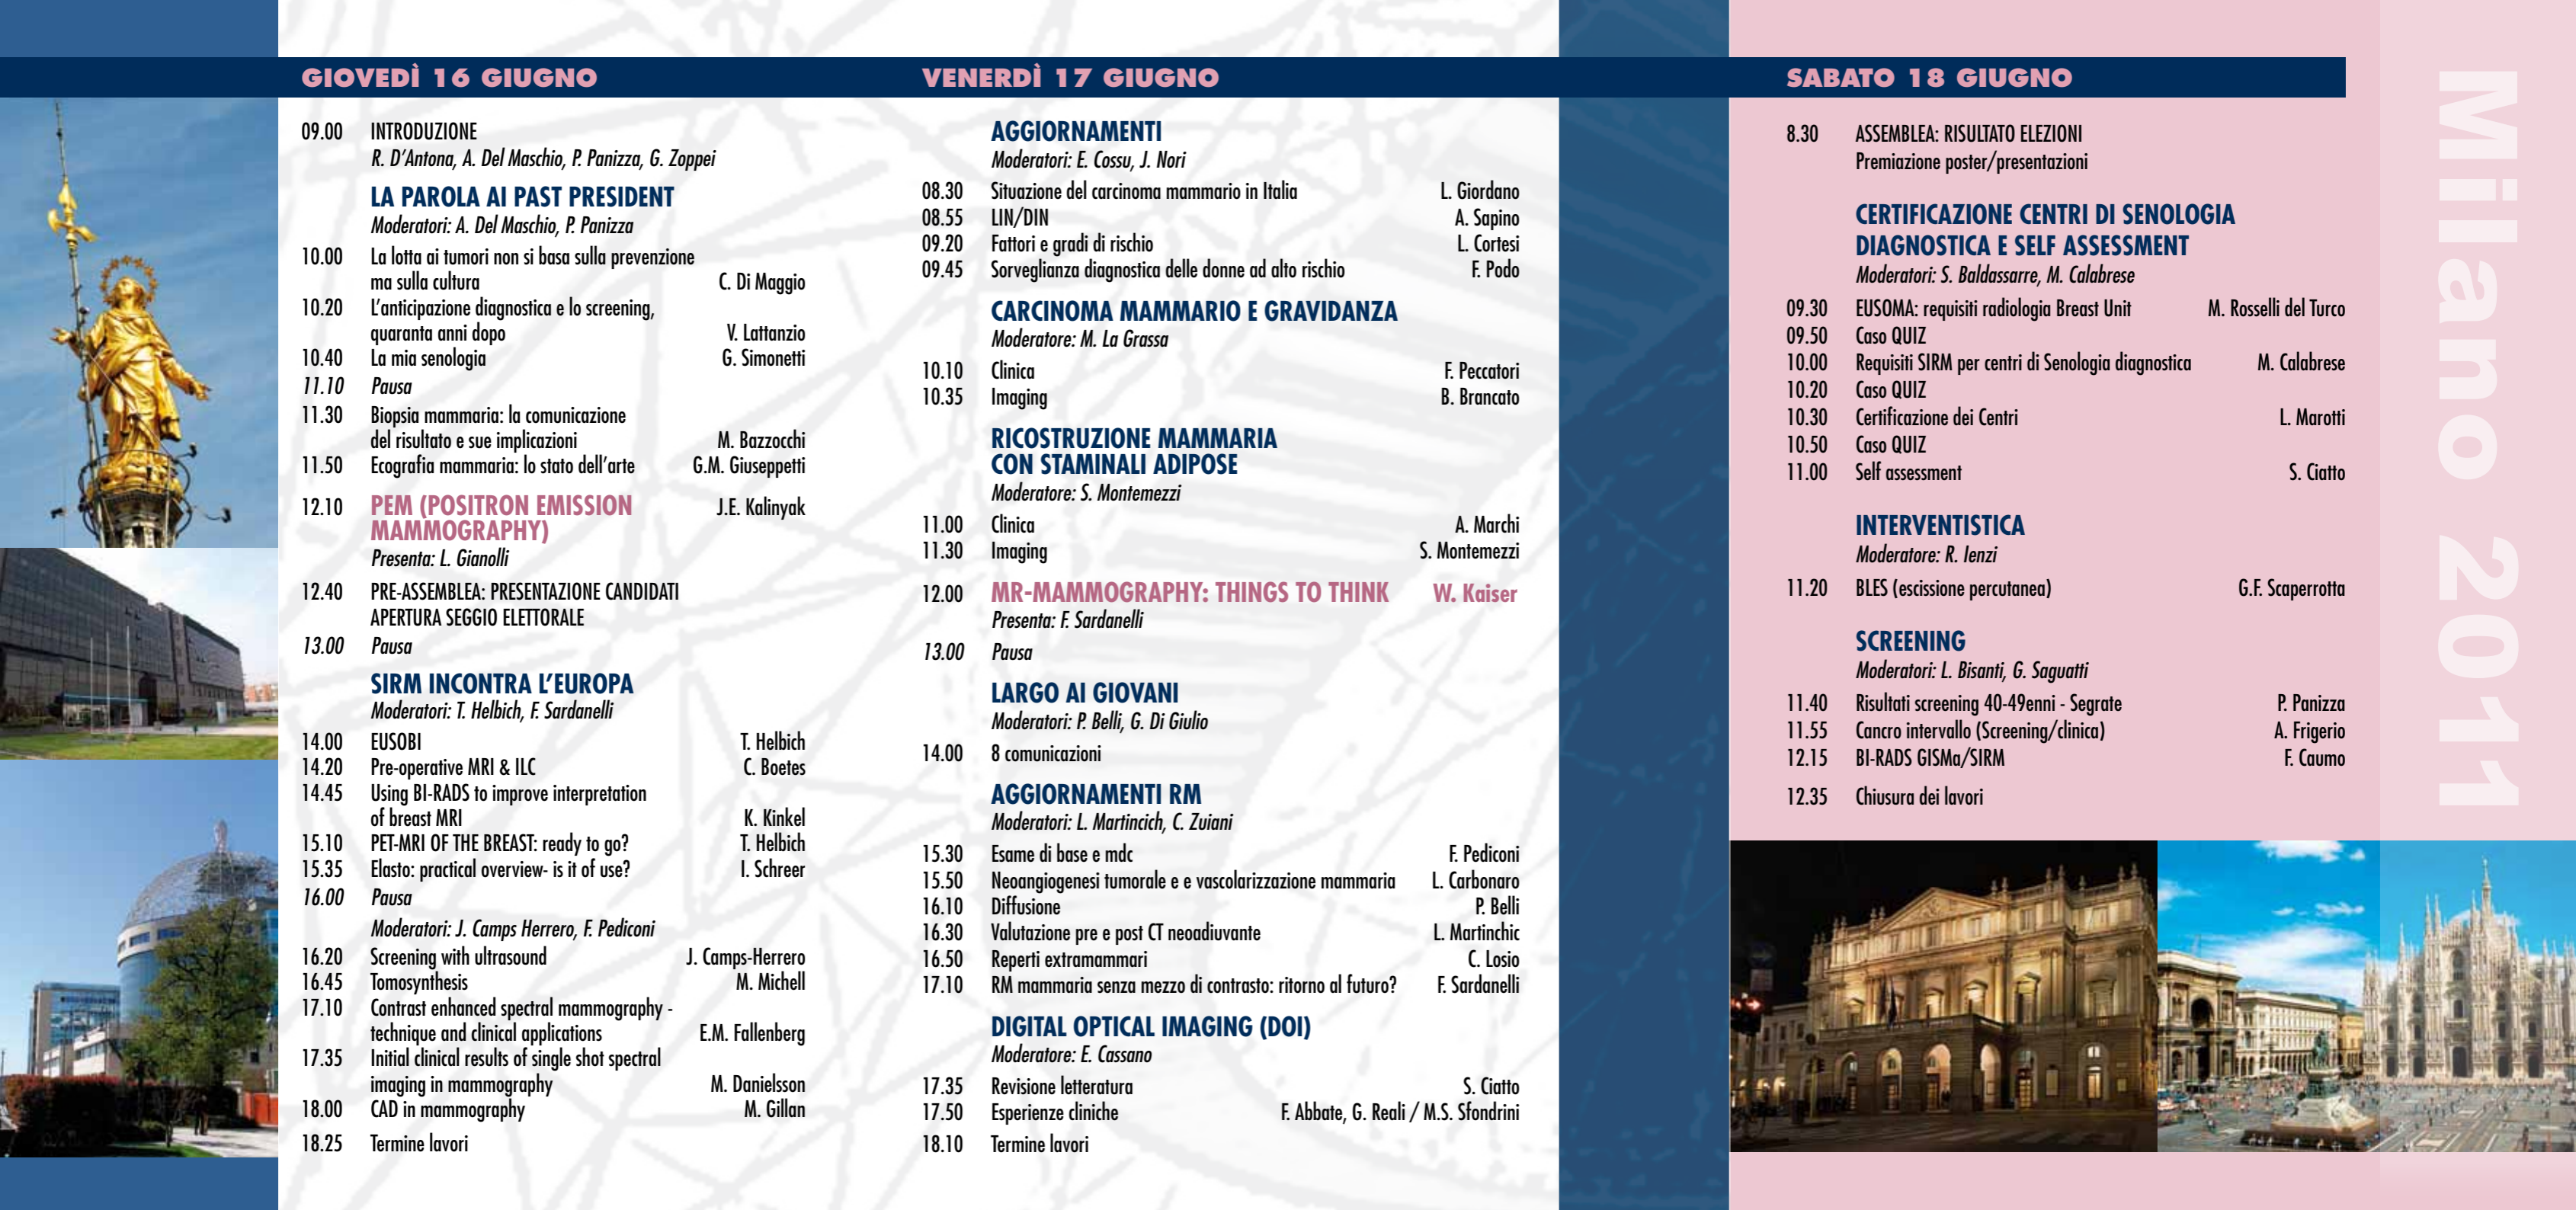 GIOVEDÌ 16 GIUGNO
09.00 INTRODUZIONE
R. D'Antona, A. Del Maschio, P. Panizza, G. Zoppei
LA PAROLA AI PAST PRESIDENT
Moderatori: A. Del Maschio, P. Panizza
10.00 La lotta ai tumori non si basa sulla prevenzione
ma sulla cultura C. Di Maggio
10.20 L'anticipazione diagnostica e lo screening,
quaranta anni dopo V. Lattanzio
10.40 La mia senologia G. Simonetti
11.10 Pausa
11.30 Biopsia mammaria: la comunicazione
del risultato e sue implicazioni M. Bazzocchi
11.50 Ecografia mammaria: lo stato dell'arte G.M. Giuseppetti
12.10 PEM (POSITRON EMISSION J.E. Kalinyak
MAMMOGRAPHY)
Presenta: L. Gianolli
12.40 PRE-ASSEMBLEA: PRESENTAZIONE CANDIDATI
APERTURA SEGGIO ELETTORALE
13.00 Pausa
SIRM INCONTRA L'EUROPA
Moderatori: T. Helbich, F. Sardanelli
14.00 EUSOBI T. Helbich
14.20 Pre-operative MRI & ILC C. Boetes
14.45 Using BI-RADS to improve interpretation
of breast MRI K. Kinkel
15.10 PET-MRI OF THE BREAST: ready to go? T. Helbich
15.35 Elasto: practical overview- is it of use? I. Schreer
16.00 Pausa
Moderatori: J. Camps Herrero, F. Pediconi
16.20 Screening with ultrasound J. Camps-Herrero
16.45 Tomosynthesis M. Michell
17.10 Contrast enhanced spectral mammography -
technique and clinical applications E.M. Fallenberg
17.35 Initial clinical results of single shot spectral
imaging in mammography M. Danielsson
18.00 CAD in mammography M. Gillan
18.25 Termine lavori
VENERDÌ 17 GIUGNO
AGGIORNAMENTI
Moderatori: E. Cossu, J. Nori
08.30 Situazione del carcinoma mammario in Italia L. Giordano
08.55 LIN/DIN A. Sapino
09.20 Fattori e gradi di rischio L. Cortesi
09.45 Sorveglianza diagnostica delle donne ad alto rischio F. Podo
CARCINOMA MAMMARIO E GRAVIDANZA
Moderatore: M. La Grassa
10.10 Clinica F. Peccatori
10.35 Imaging B. Brancato
RICOSTRUZIONE MAMMARIA
CON STAMINALI ADIPOSE
Moderatore: S. Montemezzi
11.00 Clinica A. Marchi
11.30 Imaging S. Montemezzi
12.00 MR-MAMMOGRAPHY: THINGS TO THINK W. Kaiser
Presenta: F. Sardanelli
13.00 Pausa
LARGO AI GIOVANI
Moderatori: P. Belli, G. Di Giulio
14.00 8 comunicazioni
AGGIORNAMENTI RM
Moderatori: L. Martincich, C. Zuiani
15.30 Esame di base e mdc F. Pediconi
15.50 Neoangiogenesi tumorale e e vascolarizzazione mammaria L. Carbonaro
16.10 Diffusione P. Belli
16.30 Valutazione pre e post CT neoadiuvante L. Martinchic
16.50 Reperti extramammari C. Losio
17.10 RM mammaria senza mezzo di contrasto: ritorno al futuro? F. Sardanelli
DIGITAL OPTICAL IMAGING (DOI)
Moderatore: E. Cassano
17.35 Revisione letteratura S. Ciatto
17.50 Esperienze cliniche F. Abbate, G. Reali / M.S. Sfondrini
18.10 Termine lavori
SABATO 18 GIUGNO
8.30 ASSEMBLEA: RISULTATO ELEZIONI
Premiazione poster/presentazioni
CERTIFICAZIONE CENTRI DI SENOLOGIA
DIAGNOSTICA E SELF ASSESSMENT
Moderatori: S. Baldassarre, M. Calabrese
09.30 EUSOMA: requisiti radiologia Breast Unit M. Rosselli del Turco
09.50 Caso QUIZ
10.00 Requisiti SIRM per centri di Senologia diagnostica M. Calabrese
10.20 Caso QUIZ
10.30 Certificazione dei Centri L. Marotti
10.50 Caso QUIZ
11.00 Self assessment S. Ciatto
INTERVENTISTICA
Moderatore: R. Ienzi
11.20 BLES (escissione percutanea) G.F. Scaperrotta
SCREENING
Moderatori: L. Bisanti, G. Saguatti
11.40 Risultati screening 40-49enni - Segrate P. Panizza
11.55 Cancro intervallo (Screening/clinica) A. Frigerio
12.15 BI-RADS GISMa/SIRM F. Caumo
12.35 Chiusura dei lavori
Milano 2011